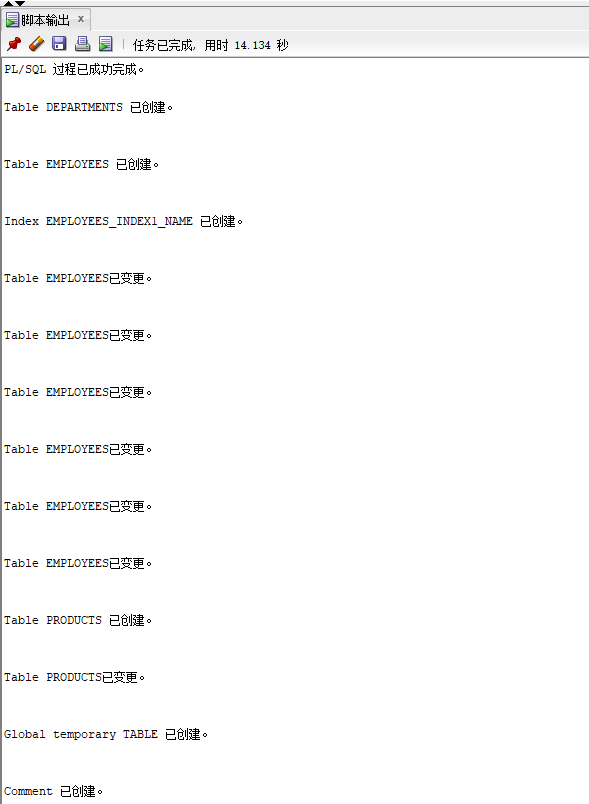 脚本输出 x
任务已完成, 用时 14.134 秒
PL/SQL 过程已成功完成。
Table DEPARTMENTS 已创建。
Table EMPLOYEES 已创建。
Index EMPLOYEES_INDEX1_NAME 已创建。
Table EMPLOYEES已变更。
Table EMPLOYEES已变更。
Table EMPLOYEES已变更。
Table EMPLOYEES已变更。
Table EMPLOYEES已变更。
Table EMPLOYEES已变更。
Table PRODUCTS 已创建。
Table PRODUCTS已变更。
Global temporary TABLE 已创建。
Comment 已创建。